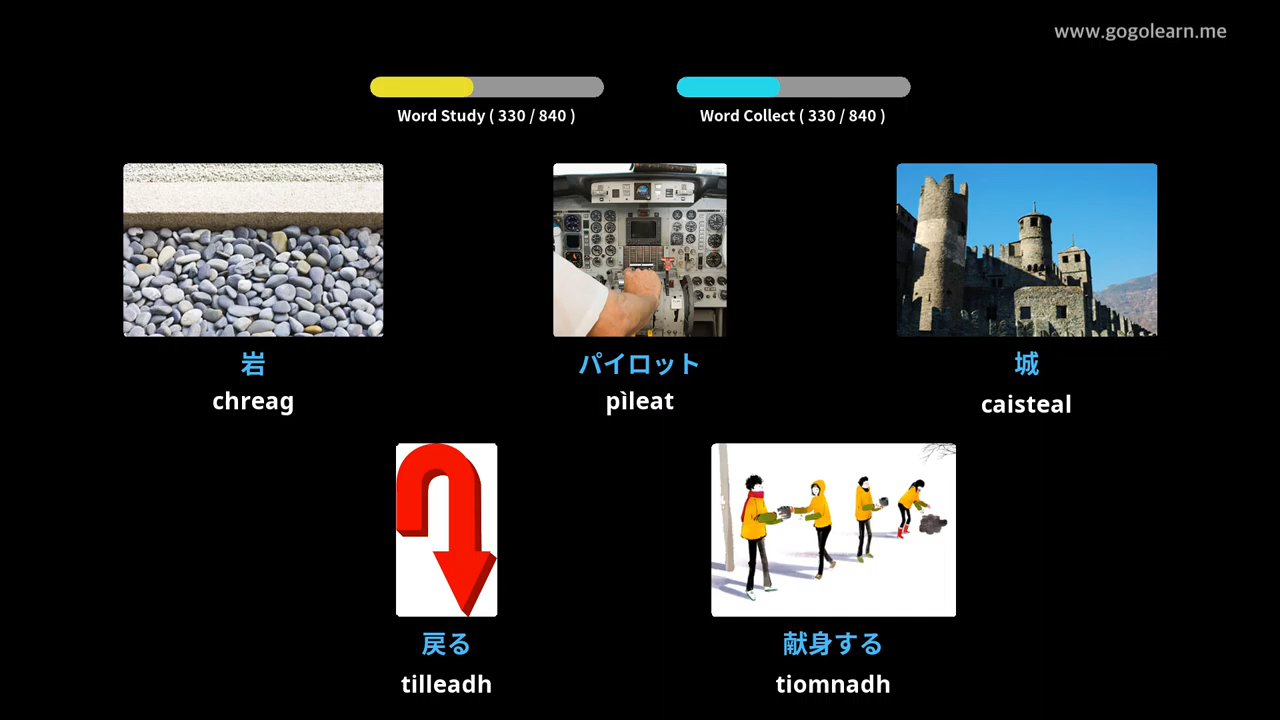 www.gogolearn.me
Word Study ( 330 / 840 )
Word Collect ( 330 / 840 )
岩
chreag
パイロット
pìleat
城
caisteal
戻る
tilleadh
献身する
tiomnadh